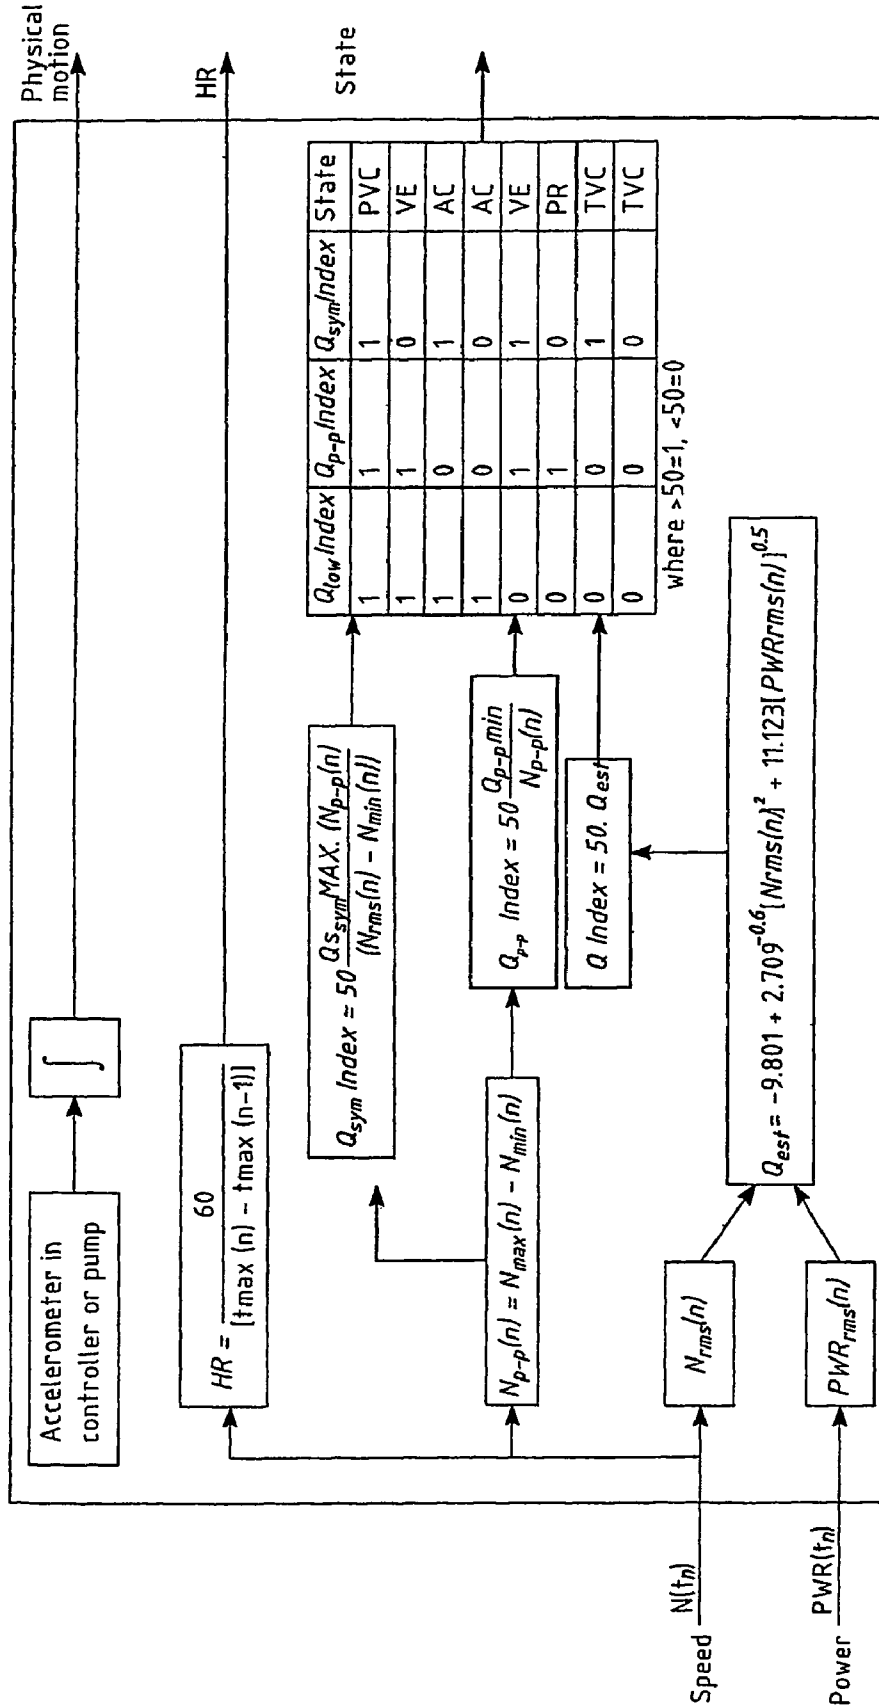 Physical
motion
HR
State
Accelerometer in
controller or pump
∫
HR = 60 / [tmax (n) – tmax (n–1)]
Q_sym Index = 50 Qs_sym MAX. (N_p–p(n) / (N_rms(n) – N_min(n))
N_p–p(n) = N_max(n) – N_min(n)
Q_p–p Index = 50 Q_p–p min / N_p–p(n)
Q Index = 50. Q_est
Q_low Index Q_p–p Index Q_sym Index State
1 1 1 PVC
1 1 0 VE
1 0 1 AC
1 0 0 AC
0 1 1 VE
0 1 0 PR
0 0 1 TVC
0 0 0 TVC
where >50=1, <50=0
N_rms(n)
PWR_rms(n)
Q_est = –9.801 + 2.709^–0.6 [Nrms(n)]^2 + 11.123[PWRrms(n)]^0.5
Speed N(t_n)
Power PWR(t_n)